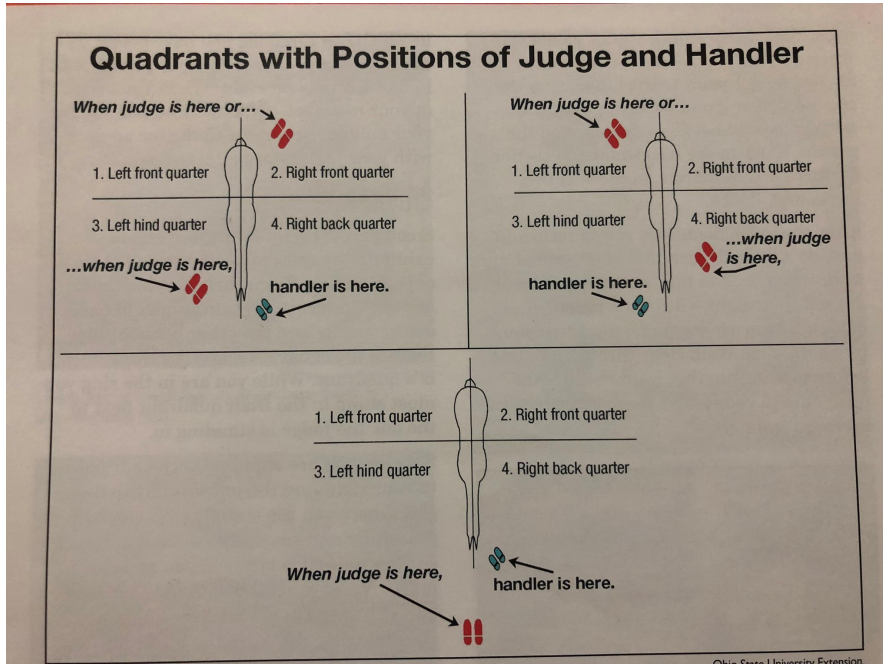 Quadrants with Positions of Judge and Handler
When judge is here or...
1. Left front quarter
2. Right front quarter
3. Left hind quarter
4. Right back quarter
...when judge is here,
handler is here.
When judge is here or...
1. Left front quarter
2. Right front quarter
3. Left hind quarter
4. Right back quarter
...when judge
is here,
handler is here.
1. Left front quarter
2. Right front quarter
3. Left hind quarter
4. Right back quarter
When judge is here,
handler is here.
Ohio State University Extension